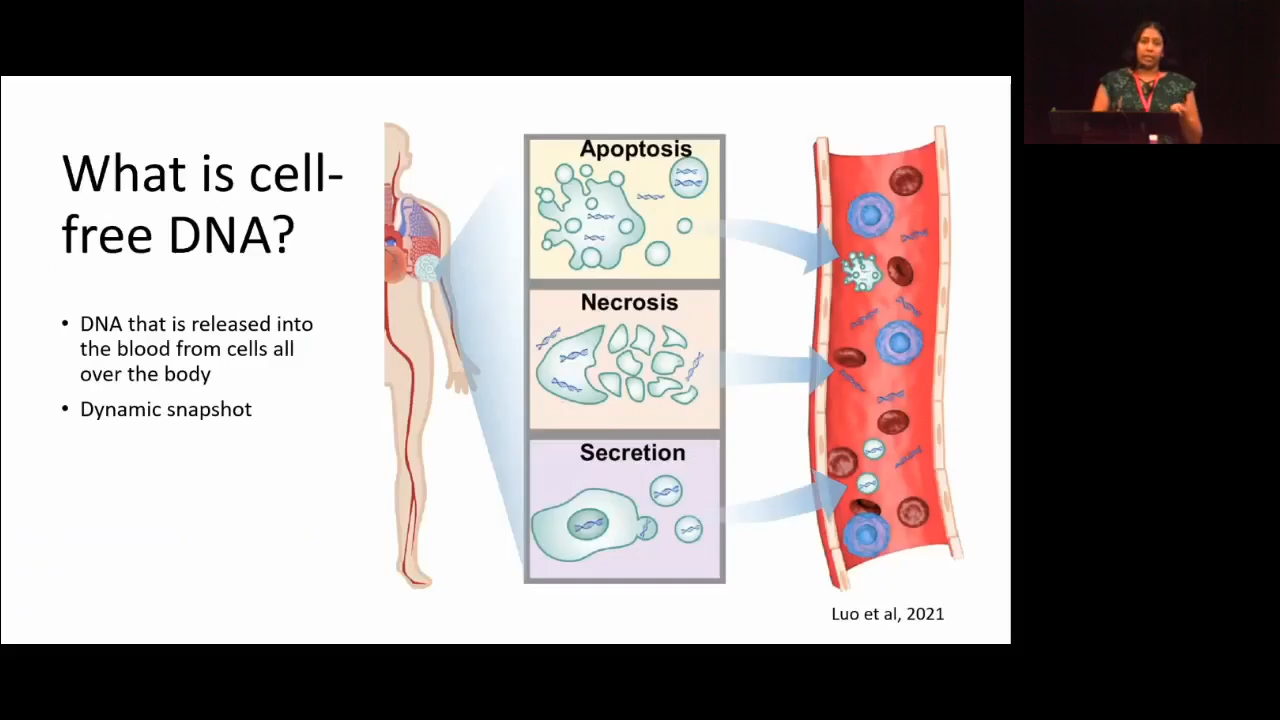 What is cell-
free DNA?
• DNA that is released into
the blood from cells all
over the body
• Dynamic snapshot
Apoptosis
Necrosis
Secretion
Luo et al, 2021